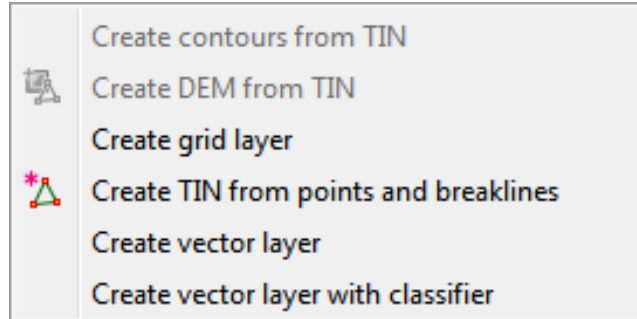 Create contours from TIN
Create DEM from TIN
Create grid layer
Create TIN from points and breaklines
Create vector layer
Create vector layer with classifier